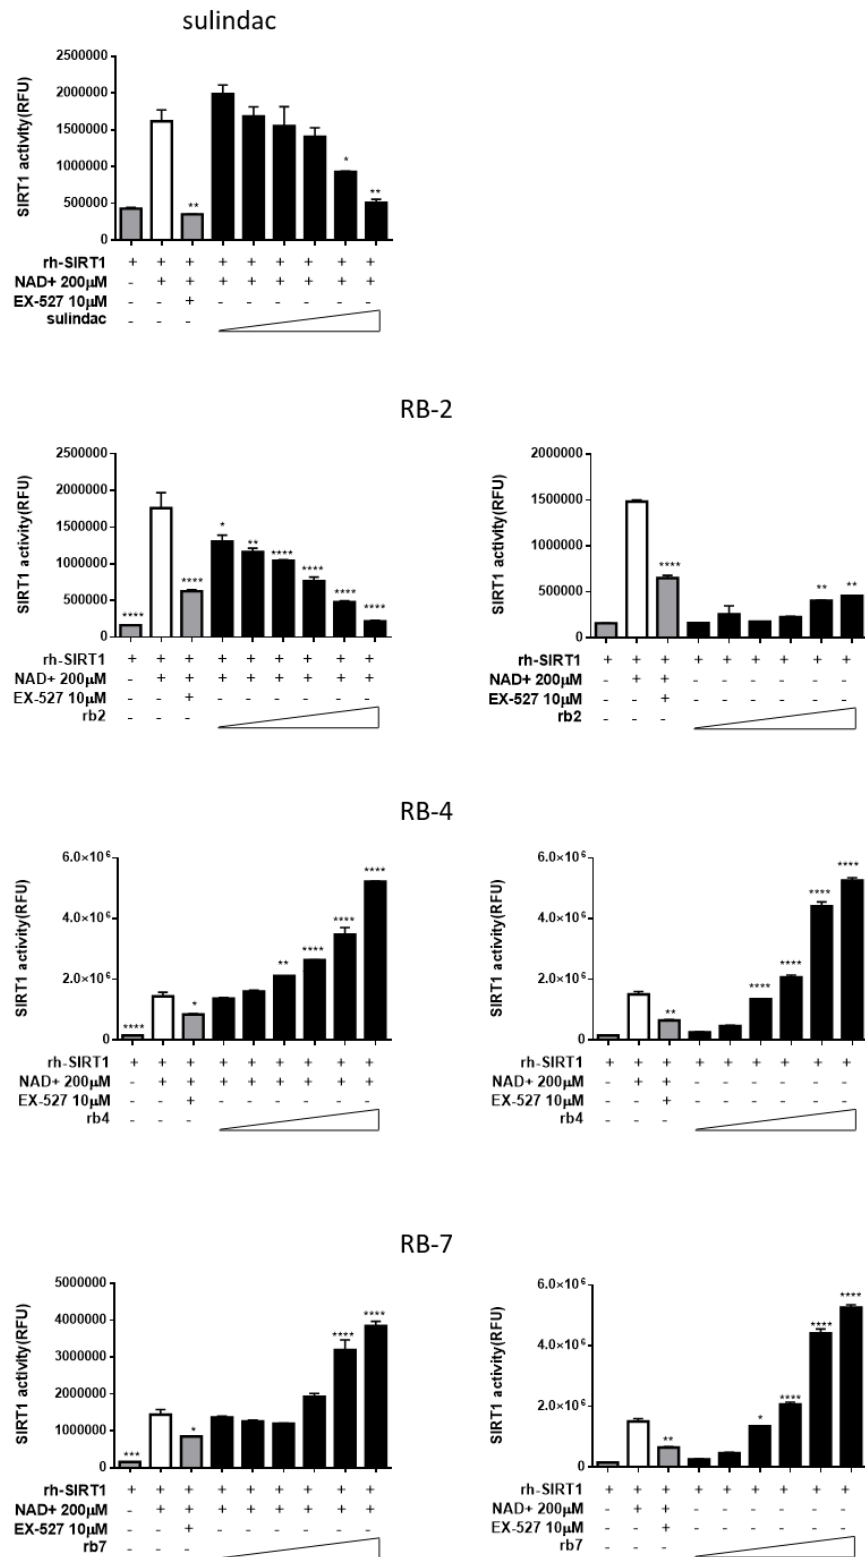 sulindac
2500000
2000000
1500000
1000000
500000
0
SIRT1 activity(RFU)
** * **
rh-SIRT1 + + + + + + + + +
NAD+ 200µM - + + + + + + + +
EX-527 10µM - - + - - - - - -
sulindac - - -
RB-2
2500000
2000000
1500000
1000000
500000
0
SIRT1 activity(RFU)
**** **** * ** **** **** **** ****
rh-SIRT1 + + + + + + + + +
NAD+ 200µM - + + + + + + + +
EX-527 10µM - - + - - - - - -
rb2 - - -
2000000
1500000
1000000
500000
0
SIRT1 activity(RFU)
**** ** **
rh-SIRT1 + + + + + + + + +
NAD+ 200µM - + + - - - - - -
EX-527 10µM - - + - - - - - -
rb2 - - -
RB-4
6.0×10⁶
4.0×10⁶
2.0×10⁶
0
SIRT1 activity(RFU)
**** * ** **** **** ****
rh-SIRT1 + + + + + + + + +
NAD+ 200µM - + + + + + + + +
EX-527 10µM - - + - - - - - -
rb4 - - -
6.0×10⁶
4.0×10⁶
2.0×10⁶
0
SIRT1 activity(RFU)
** **** **** **** ****
rh-SIRT1 + + + + + + + + +
NAD+ 200µM - + + - - - - - -
EX-527 10µM - - + - - - - - -
rb4 - - -
RB-7
5000000
4000000
3000000
2000000
1000000
0
SIRT1 activity(RFU)
*** * **** ****
rh-SIRT1 + + + + + + + + +
NAD+ 200µM - + + + + + + + +
EX-527 10µM - - + - - - - - -
rb7 - - -
6.0×10⁶
4.0×10⁶
2.0×10⁶
0
SIRT1 activity(RFU)
** * **** **** ****
rh-SIRT1 + + + + + + + + +
NAD+ 200µM - + + - - - - - -
EX-527 10µM - - + - - - - - -
rb7 - - -